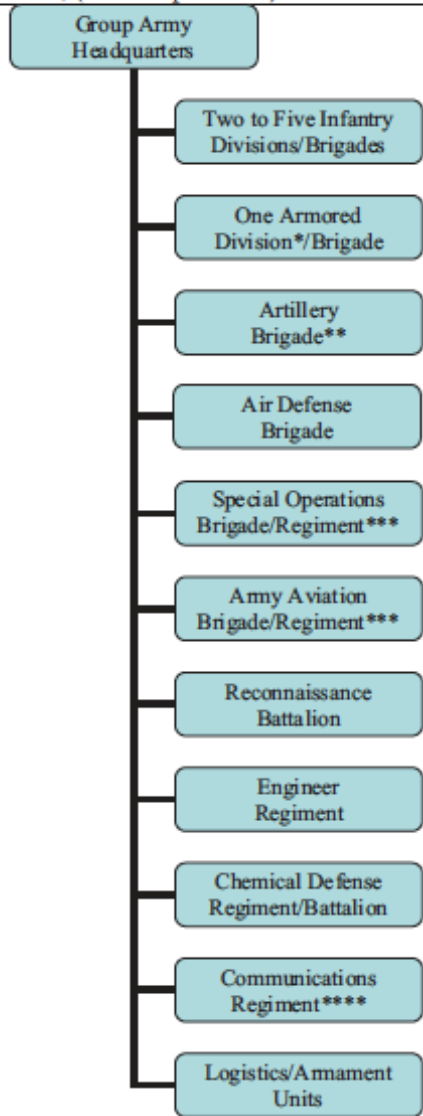 Group Army
Headquarters
Two to Five Infantry
Divisions/Brigades
One Armored
Division*/Brigade
Artillery
Brigade**
Air Defense
Brigade
Special Operations
Brigade/Regiment***
Army Aviation
Brigade/Regiment***
Reconnaissance
Battalion
Engineer
Regiment
Chemical Defense
Regiment/Battalion
Communications
Regiment****
Logistics/Armament
Units